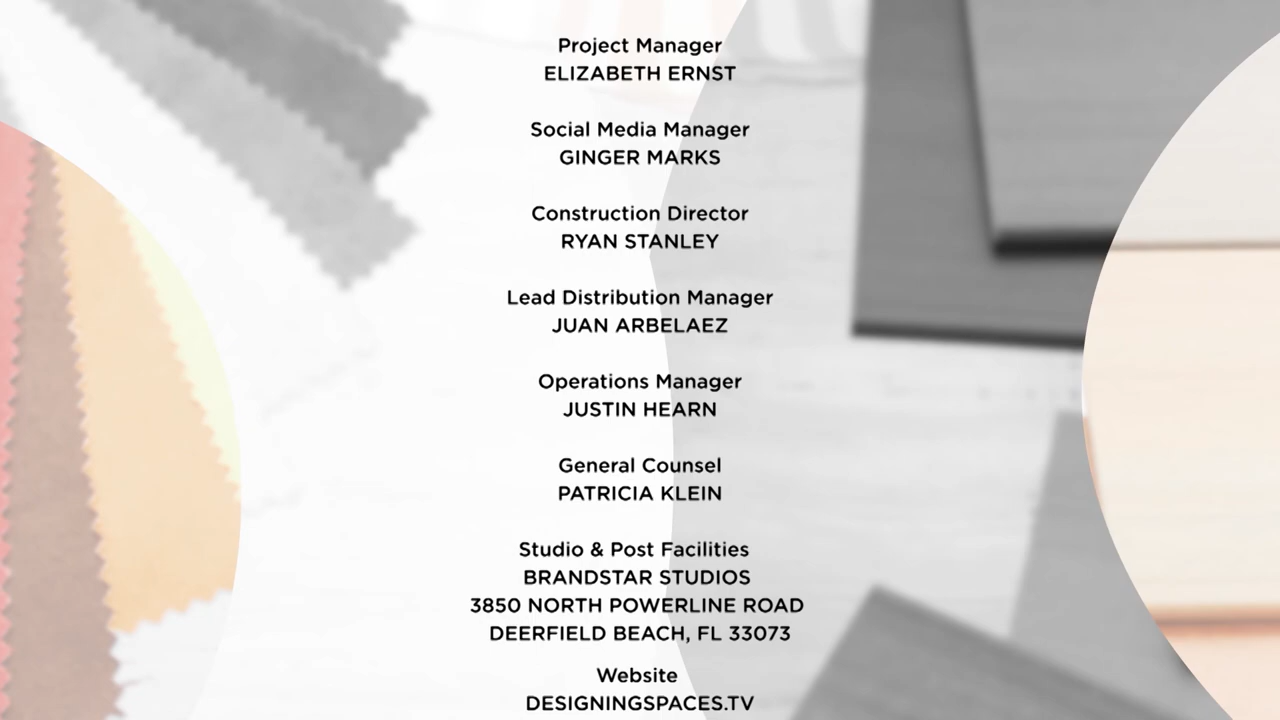 Project Manager
ELIZABETH ERNST
Social Media Manager
GINGER MARKS
Construction Director
RYAN STANLEY
Lead Distribution Manager
JUAN ARBELAEZ
Operations Manager
JUSTIN HEARN
General Counsel
PATRICIA KLEIN
Studio & Post Facilities
BRANDSTAR STUDIOS
3850 NORTH POWERLINE ROAD
DEERFIELD BEACH, FL 33073
Website
DESIGNINGSPACES.TV